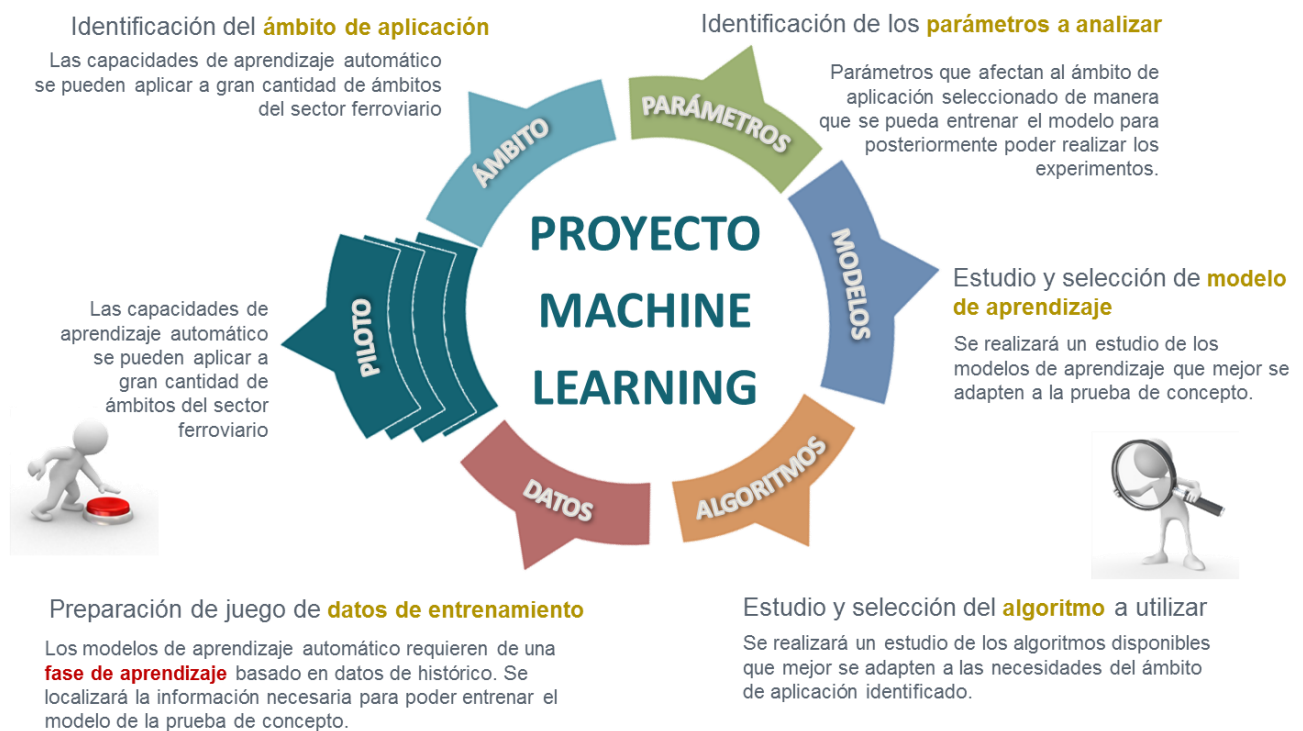 Identificación del ámbito de aplicación
Las capacidades de aprendizaje automático
se pueden aplicar a gran cantidad de ámbitos
del sector ferroviario
Identificación de los parámetros a analizar
Parámetros que afectan al ámbito de
aplicación seleccionado de manera
que se pueda entrenar el modelo para
posteriormente poder realizar los
experimentos.
ÁMBITO
PARÁMETROS
MODELOS
ALGORITMOS
DATOS
PILOTO
PROYECTO
MACHINE
LEARNING
Estudio y selección de modelo
de aprendizaje
Se realizará un estudio de los
modelos de aprendizaje que mejor se
adapten a la prueba de concepto.
Las capacidades de
aprendizaje automático
se pueden aplicar a
gran cantidad de
ámbitos del sector
ferroviario
Preparación de juego de datos de entrenamiento
Los modelos de aprendizaje automático requieren de una
fase de aprendizaje basado en datos de histórico. Se
localizará la información necesaria para poder entrenar el
modelo de la prueba de concepto.
Estudio y selección del algoritmo a utilizar
Se realizará un estudio de los algoritmos disponibles
que mejor se adapten a las necesidades del ámbito
de aplicación identificado.